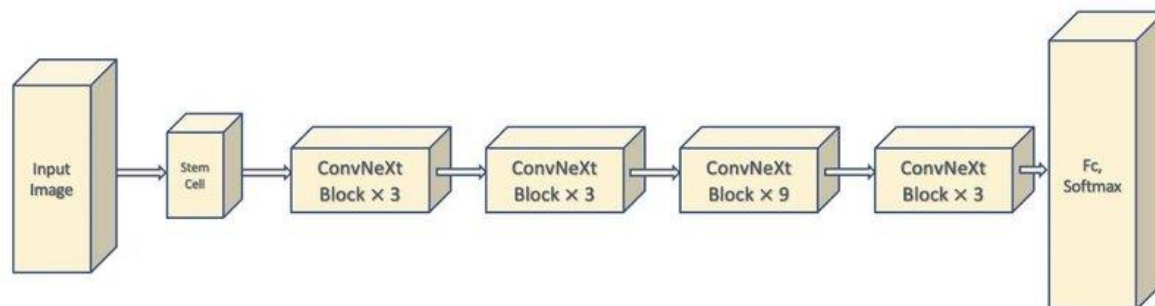 Input
Image
Stem
Cell
ConvNeXt
Block × 3
ConvNeXt
Block × 3
ConvNeXt
Block × 9
ConvNeXt
Block × 3
Fc,
Softmax